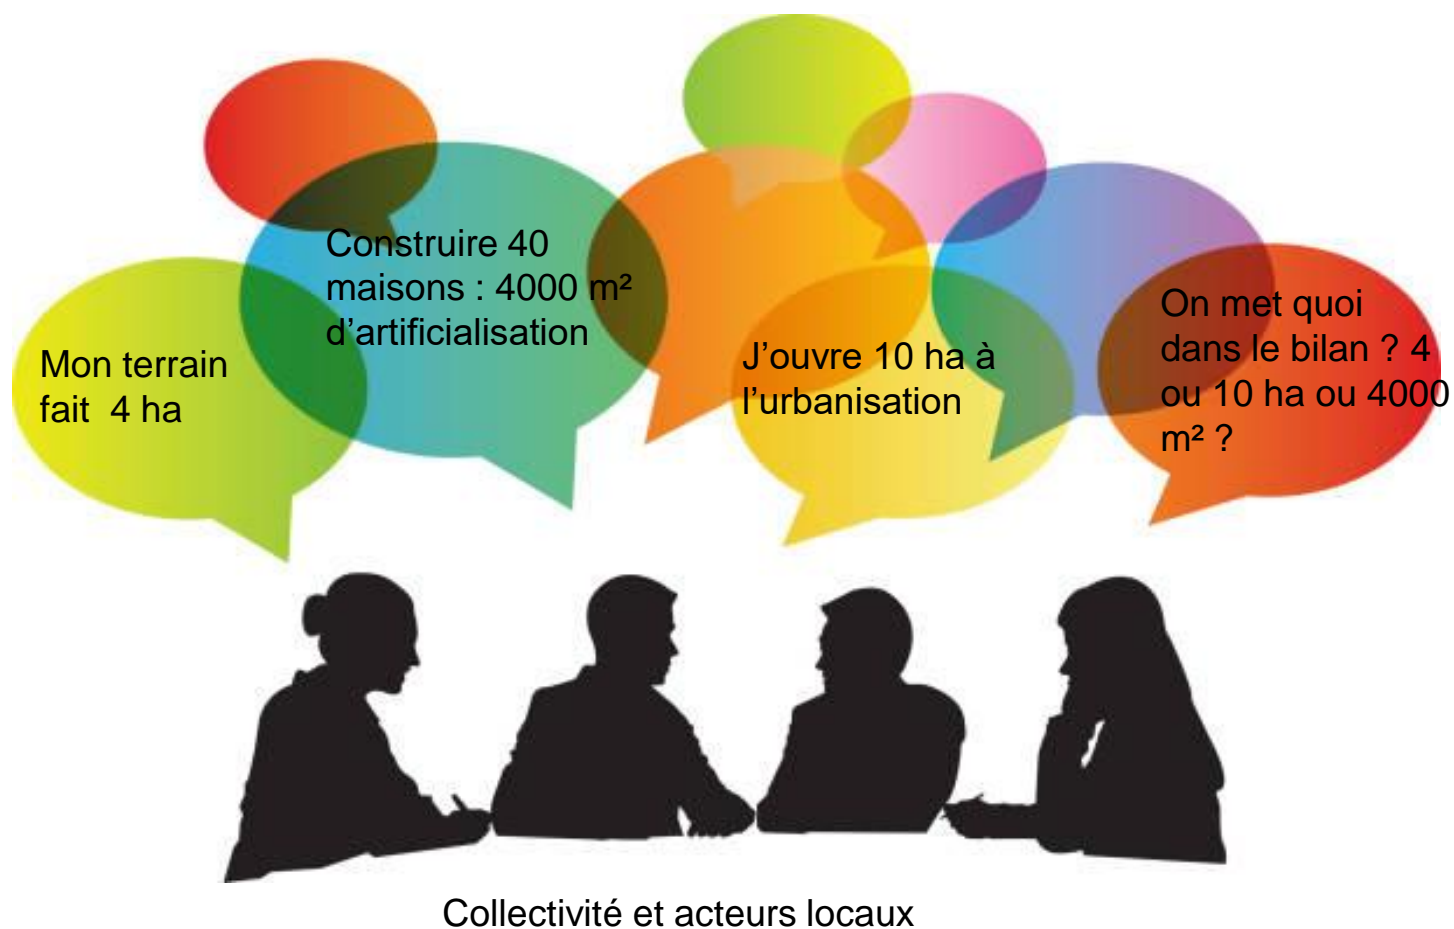 Mon terrain
fait  4 ha
Construire 40
maisons : 4000 m²
d’artificialisation
J’ouvre 10 ha à
l’urbanisation
On met quoi
dans le bilan ? 4
ou 10 ha ou 4000
m² ?
Collectivité et acteurs locaux